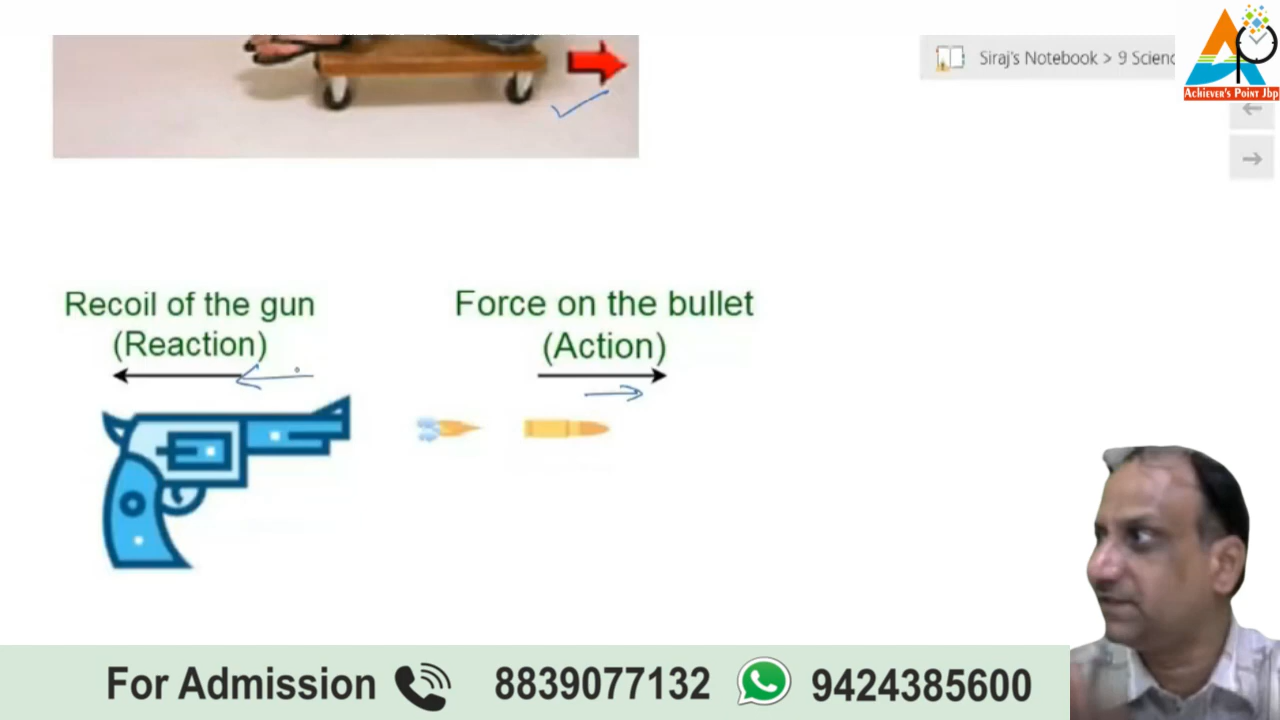 Siraj's Notebook > 9 Scienc
ACHIEVER'S POINT JBP
Recoil of the gun
(Reaction)
Force on the bullet
(Action)
For Admission 8839077132 9424385600